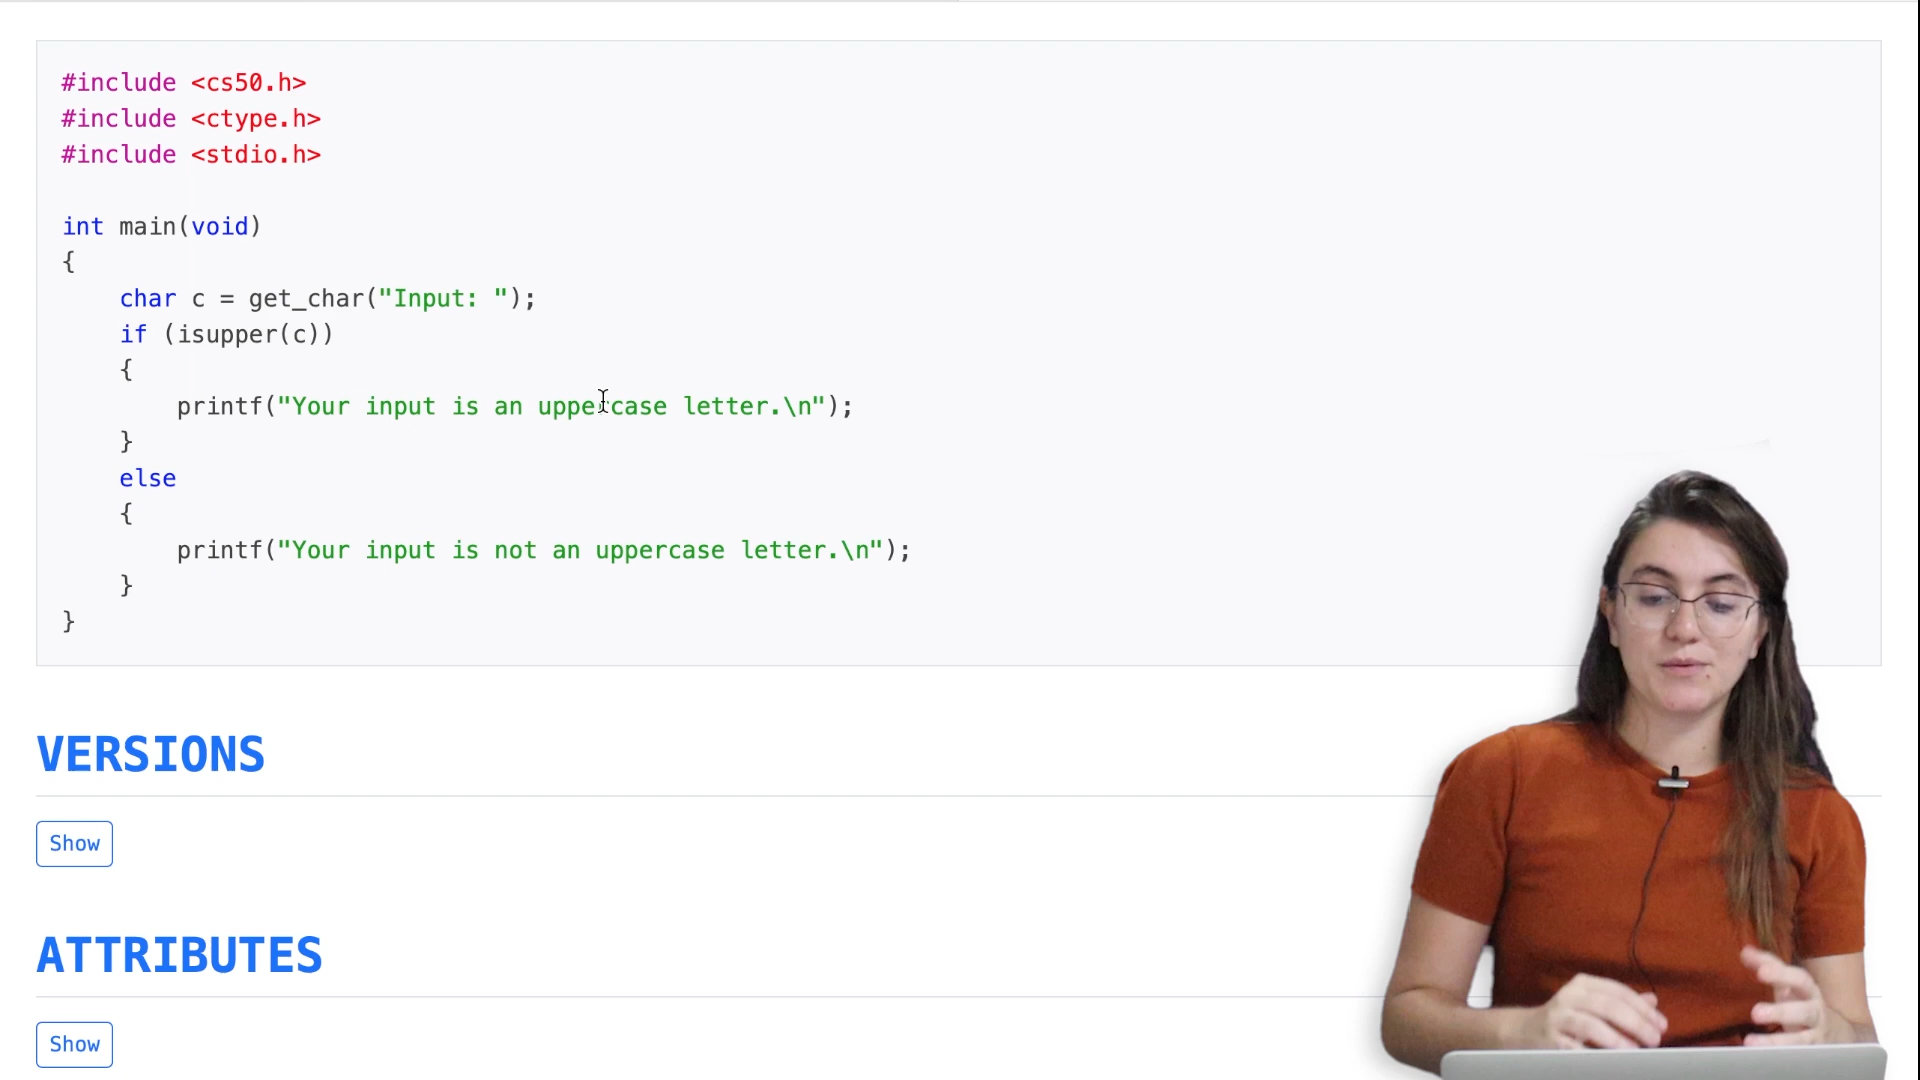 #include <cs50.h>
#include <ctype.h>
#include <stdio.h>
int main(void)
{
char c = get_char("Input: ");
if (isupper(c))
{
printf("Your input is an uppercase letter.\n");
}
else
{
printf("Your input is not an uppercase letter.\n");
}
}
VERSIONS
Show
ATTRIBUTES
Show